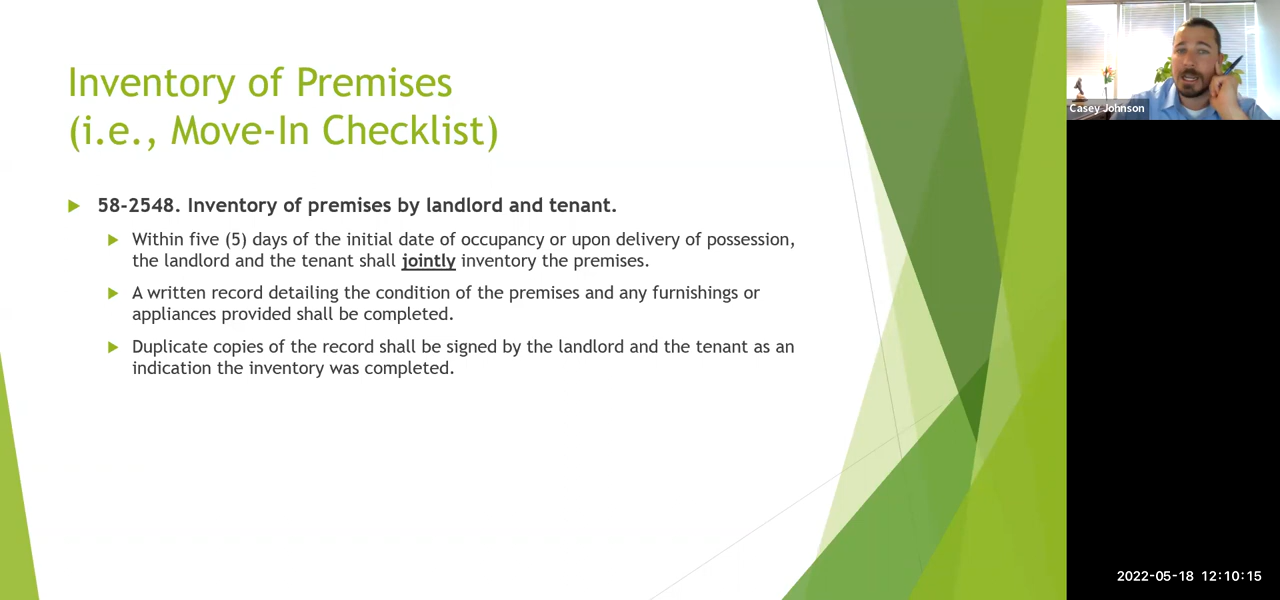 Inventory of Premises
(i.e., Move-In Checklist)
58-2548. Inventory of premises by landlord and tenant.
Within five (5) days of the initial date of occupancy or upon delivery of possession,
the landlord and the tenant shall jointly inventory the premises.
A written record detailing the condition of the premises and any furnishings or
appliances provided shall be completed.
Duplicate copies of the record shall be signed by the landlord and the tenant as an
indication the inventory was completed.
Casey Johnson
2022-05-18 12:10:15